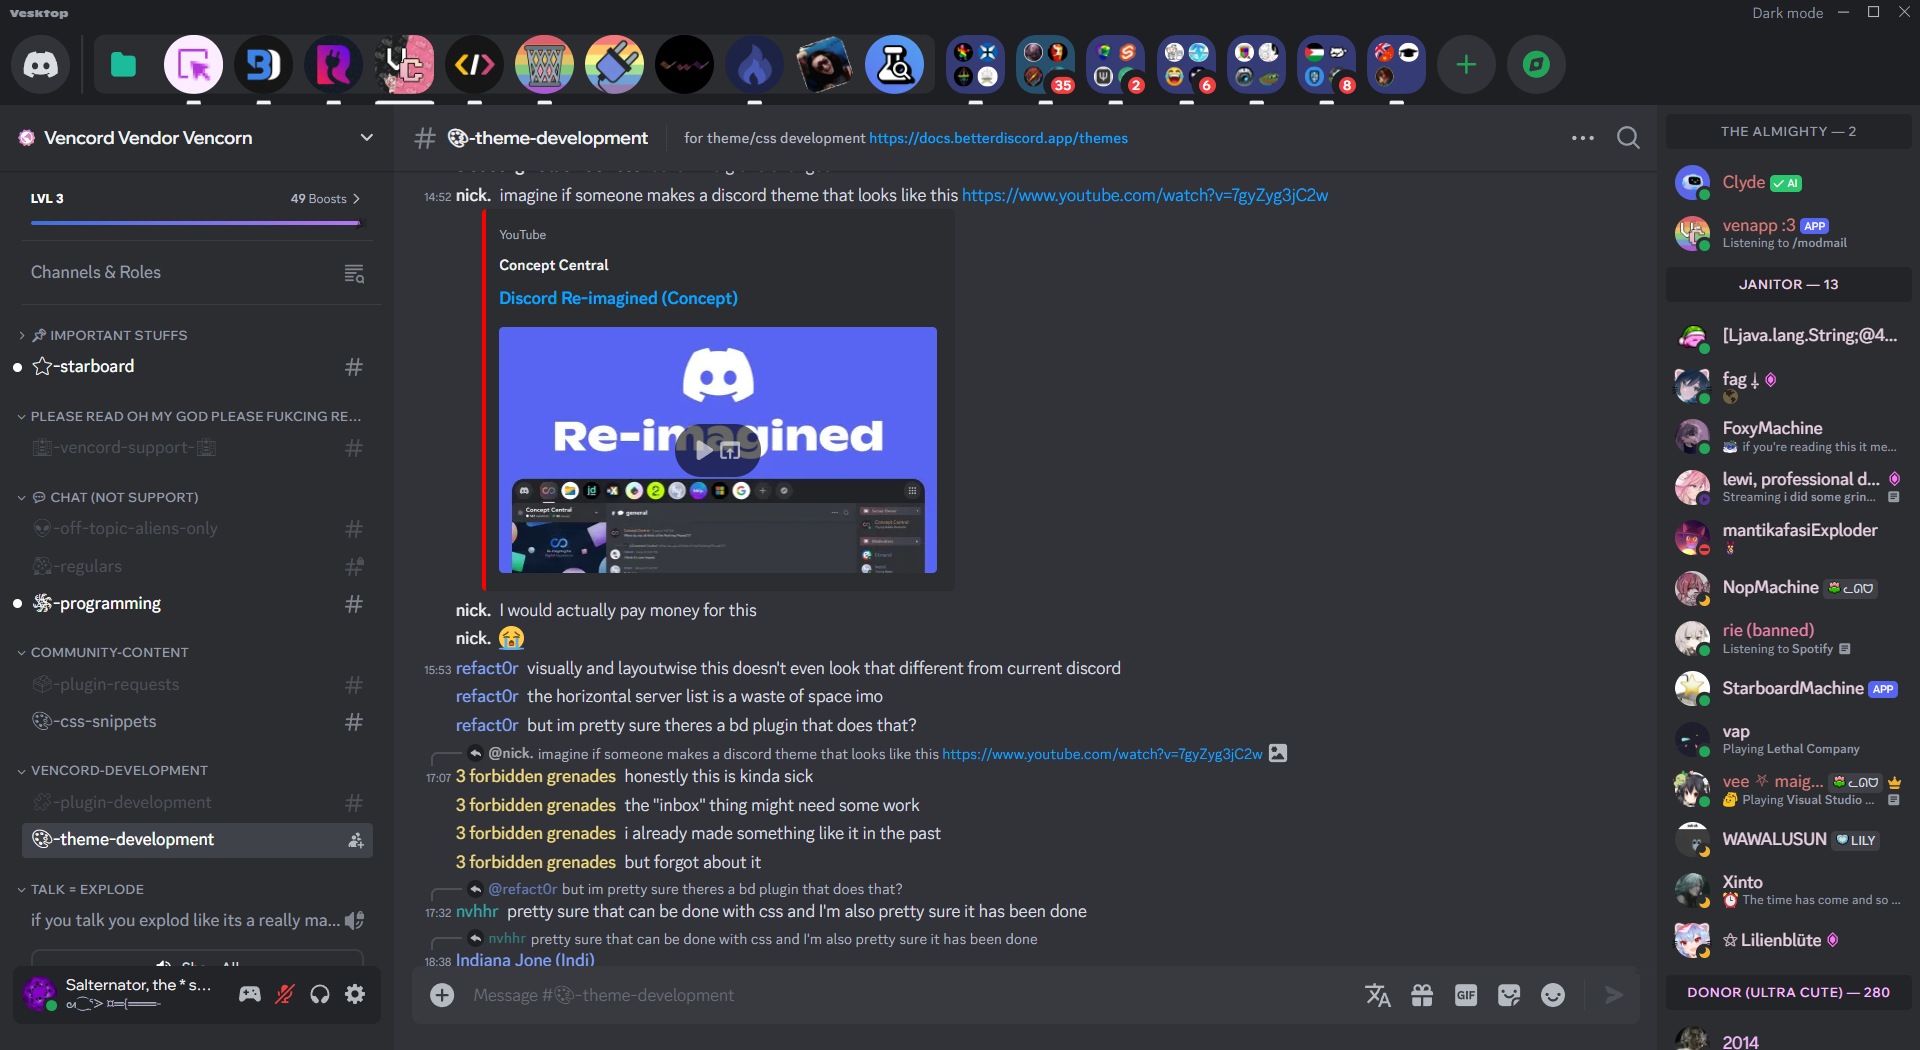 Vesktop
Dark mode
35
2
6
8
Vencord Vendor Vencorn
LVL 3
49 Boosts
Channels & Roles
IMPORTANT STUFFS
-starboard
PLEASE READ OH MY GOD PLEASE FUKCING RE...
-vencord-support-
CHAT (NOT SUPPORT)
-off-topic-aliens-only
-regulars
-programming
COMMUNITY-CONTENT
-plugin-requests
-css-snippets
VENCORD-DEVELOPMENT
-plugin-development
-theme-development
TALK = EXPLODE
if you talk you explod like its a really ma...
Salternator, the * s...
-theme-development
for theme/css development https://docs.betterdiscord.app/themes
14:52 nick. imagine if someone makes a discord theme that looks like this https://www.youtube.com/watch?v=7gyZyg3jC2w
YouTube
Concept Central
Discord Re-imagined (Concept)
Re-imagined
Concept Central
general
nick. I would actually pay money for this
nick. 😭
15:53 refact0r visually and layoutwise this doesn't even look that different from current discord
refact0r the horizontal server list is a waste of space imo
refact0r but im pretty sure theres a bd plugin that does that?
@nick. imagine if someone makes a discord theme that looks like this https://www.youtube.com/watch?v=7gyZyg3jC2w
17:07 3 forbidden grenades honestly this is kinda sick
3 forbidden grenades the "inbox" thing might need some work
3 forbidden grenades i already made something like it in the past
3 forbidden grenades but forgot about it
@refact0r but im pretty sure theres a bd plugin that does that?
17:32 nvhhr pretty sure that can be done with css and I'm also pretty sure it has been done
nvhhr pretty sure that can be done with css and I'm also pretty sure it has been done
18:38 Indiana Jone (Indi)
Message #🎨-theme-development
GIF
THE ALMIGHTY — 2
Clyde ✓ AI
venapp :3 APP
Listening to /modmail
JANITOR — 13
[Ljava.lang.String;@4...
fag
FoxyMachine
if you're reading this it me...
lewi, professional d...
Streaming i did some grin...
mantikafasiExploder
NopMachine
rie (banned)
Listening to Spotify
StarboardMachine APP
vap
Playing Lethal Company
vee maig...
Playing Visual Studio ...
WAWALUSUN LILY
Xinto
The time has come and so ...
Lilienblüte
DONOR (ULTRA CUTE) — 280
2014